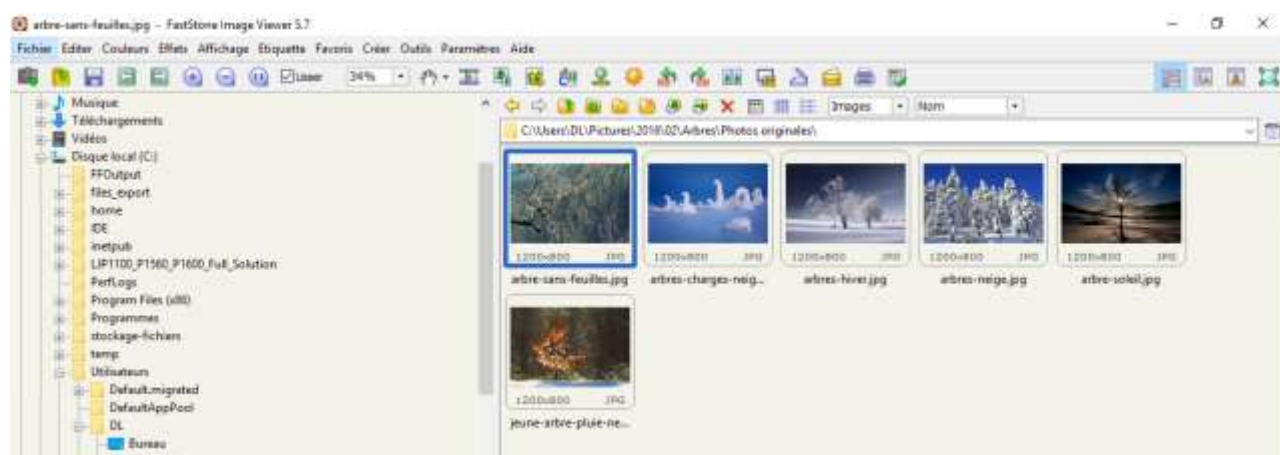 arbre-sans-feuilles.jpg - FastStone Image Viewer 5.7
Fichier Editer Couleurs Effets Affichage Etiquette Favoris Créer Outils Paramètres Aide
Lisser 34%
Musique
Téléchargements
Vidéos
Disque local (C:)
FFOutput
files_export
home
IDE
inetpub
LJP1100_P1560_P1600_Full_Solution
PerfLogs
Program Files (x86)
Programmes
stockage-fichiers
temp
Utilisateurs
Default.migrated
DefaultAppPool
DL
Bureau
Images Nom
C:\Users\DL\Pictures\2018\02\Arbres\Photos originales\
1200x800 JPG 1200x800 JPG 1200x800 JPG 1200x800 JPG 1200x800 JPG
arbre-sans-feuilles.jpg arbres-charges-neig... arbres-hiver.jpg arbres-neige.jpg arbre-soleil.jpg
1200x800 JPG
jeune-arbre-pluie-ne...